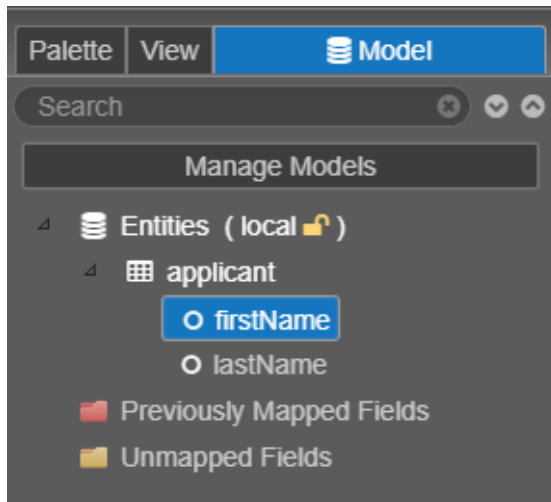 Palette View Model
Search
Manage Models
Entities ( local )
applicant
firstName
lastName
Previously Mapped Fields
Unmapped Fields